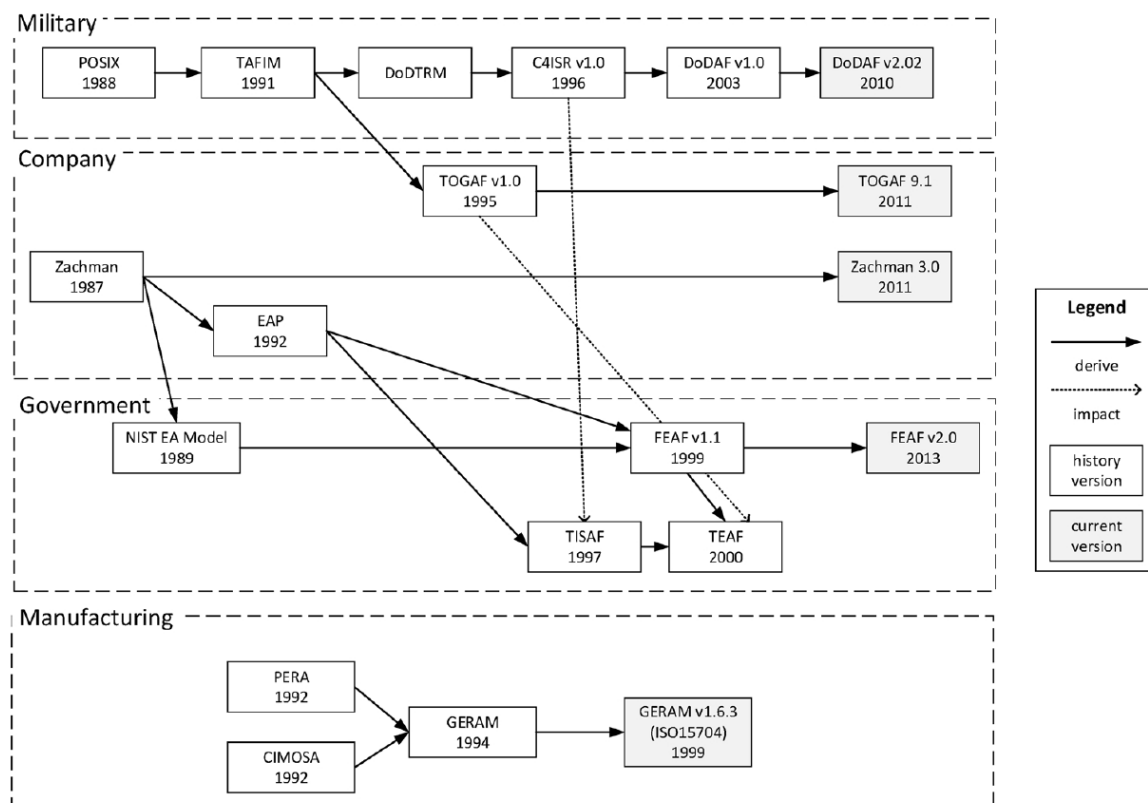 Military
POSIX
1988
TAFIM
1991
DoDTRM
C4ISR v1.0
1996
DoDAF v1.0
2003
DoDAF v2.02
2010
Company
TOGAF v1.0
1995
TOGAF 9.1
2011
Zachman
1987
Zachman 3.0
2011
EAP
1992
Government
NIST EA Model
1989
FEAF v1.1
1999
FEAF v2.0
2013
TISAF
1997
TEAF
2000
Manufacturing
PERA
1992
CIMOSA
1992
GERAM
1994
GERAM v1.6.3
(ISO15704)
1999
Legend
derive
impact
history
version
current
version